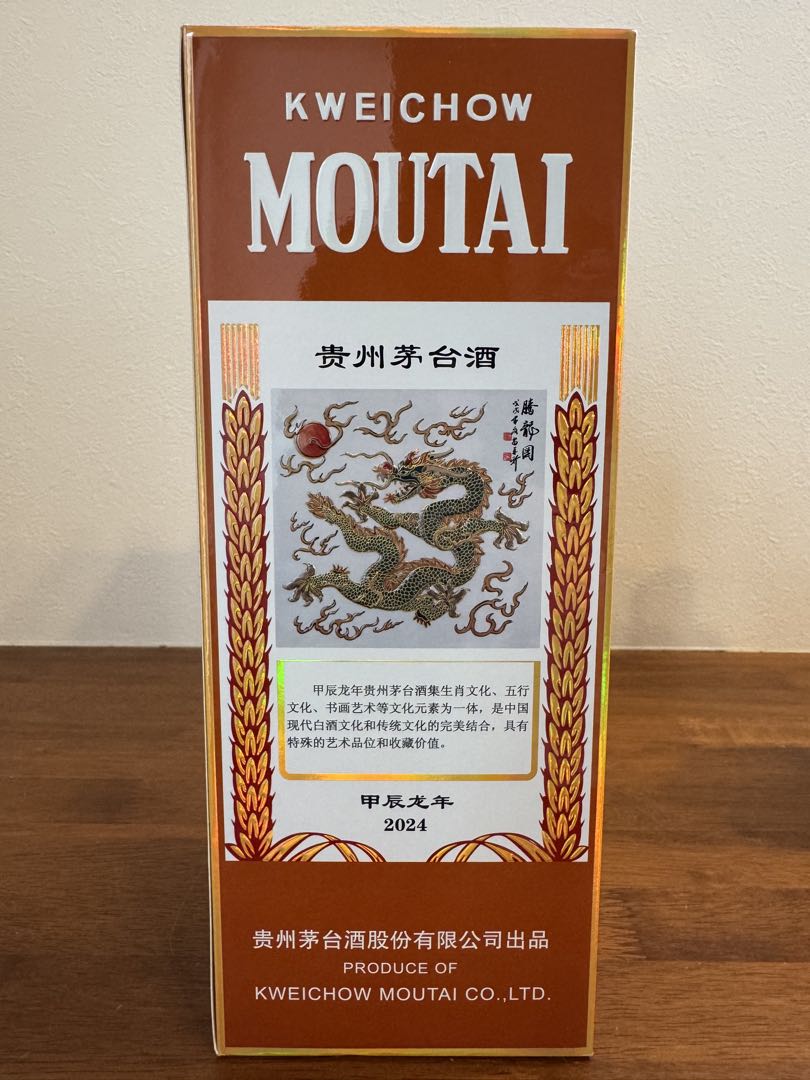 KWEICHOW
MOUTAI
贵州茅台酒
腾龙图
甲辰龙年贵州茅台酒集生肖文化、五行
文化、书画艺术等文化元素为一体，是中国
现代白酒文化和传统文化的完美结合，具有
特殊的艺术品位和收藏价值。
甲辰龙年
2024
贵州茅台酒股份有限公司出品
PRODUCE OF
KWEICHOW MOUTAI CO.,LTD.